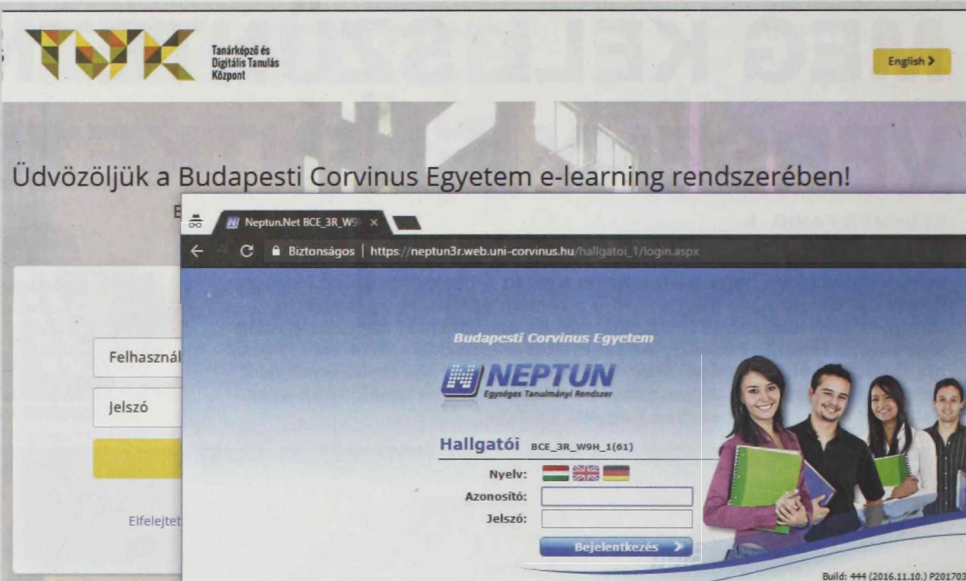 TVK
Tanárképző és
Digitális Tanulás
Központ
English
Üdvözöljük a Budapesti Corvinus Egyetem e-learning rendszerében!
Neptun.Net BCE_3R_W9
Biztonságos | https://neptun3r.web.uni-corvinus.hu/hallgatoi_1/login.aspx
Felhasznál
Jelszó
Elfelejtet
Budapesti Corvinus Egyetem
NEPTUN
Egységes Tanulmányi Rendszer
Hallgatói BCE_3R_W9H_1(61)
Nyelv:
Azonosító:
Jelszó:
Bejelentkezés
Build: 444 (2016.11.10.) P201703